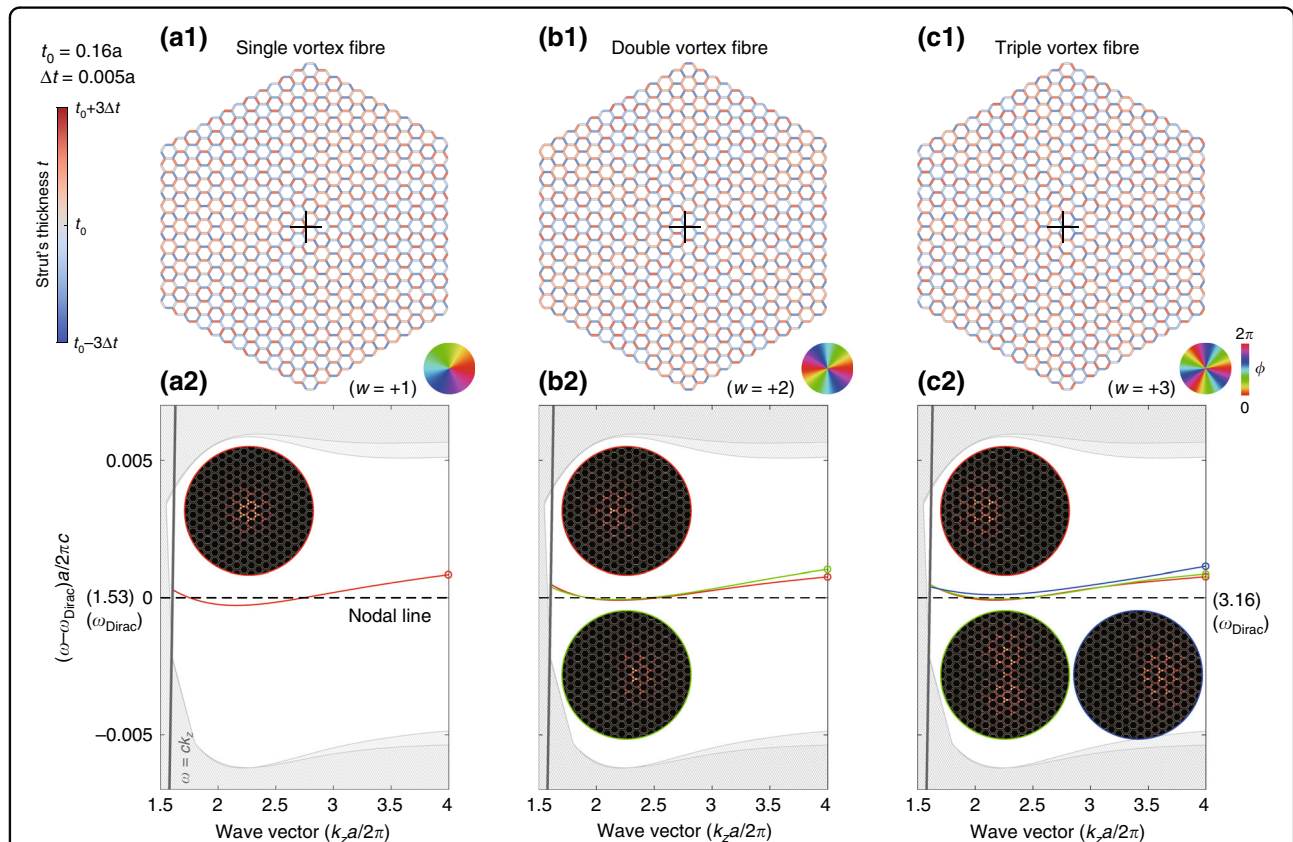 (a1)
Single vortex fibre
(b1)
Double vortex fibre
(c1)
Triple vortex fibre
t0 = 0.16a
Δt = 0.005a
t0+3Δt
t0
t0−3Δt
Strut's thickness t
(w = +1)
(w = +2)
(w = +3)
2π
ϕ
0
(a2)
(b2)
(c2)
0.005
(1.53) 0
(ωDirac)
−0.005
(ω−ωDirac)a/2πc
Nodal line
ω = ckz
(3.16)
(ωDirac)
1.5 2 2.5 3 3.5 4
Wave vector (kza/2π)
1.5 2 2.5 3 3.5 4
Wave vector (kza/2π)
1.5 2 2.5 3 3.5 4
Wave vector (kza/2π)